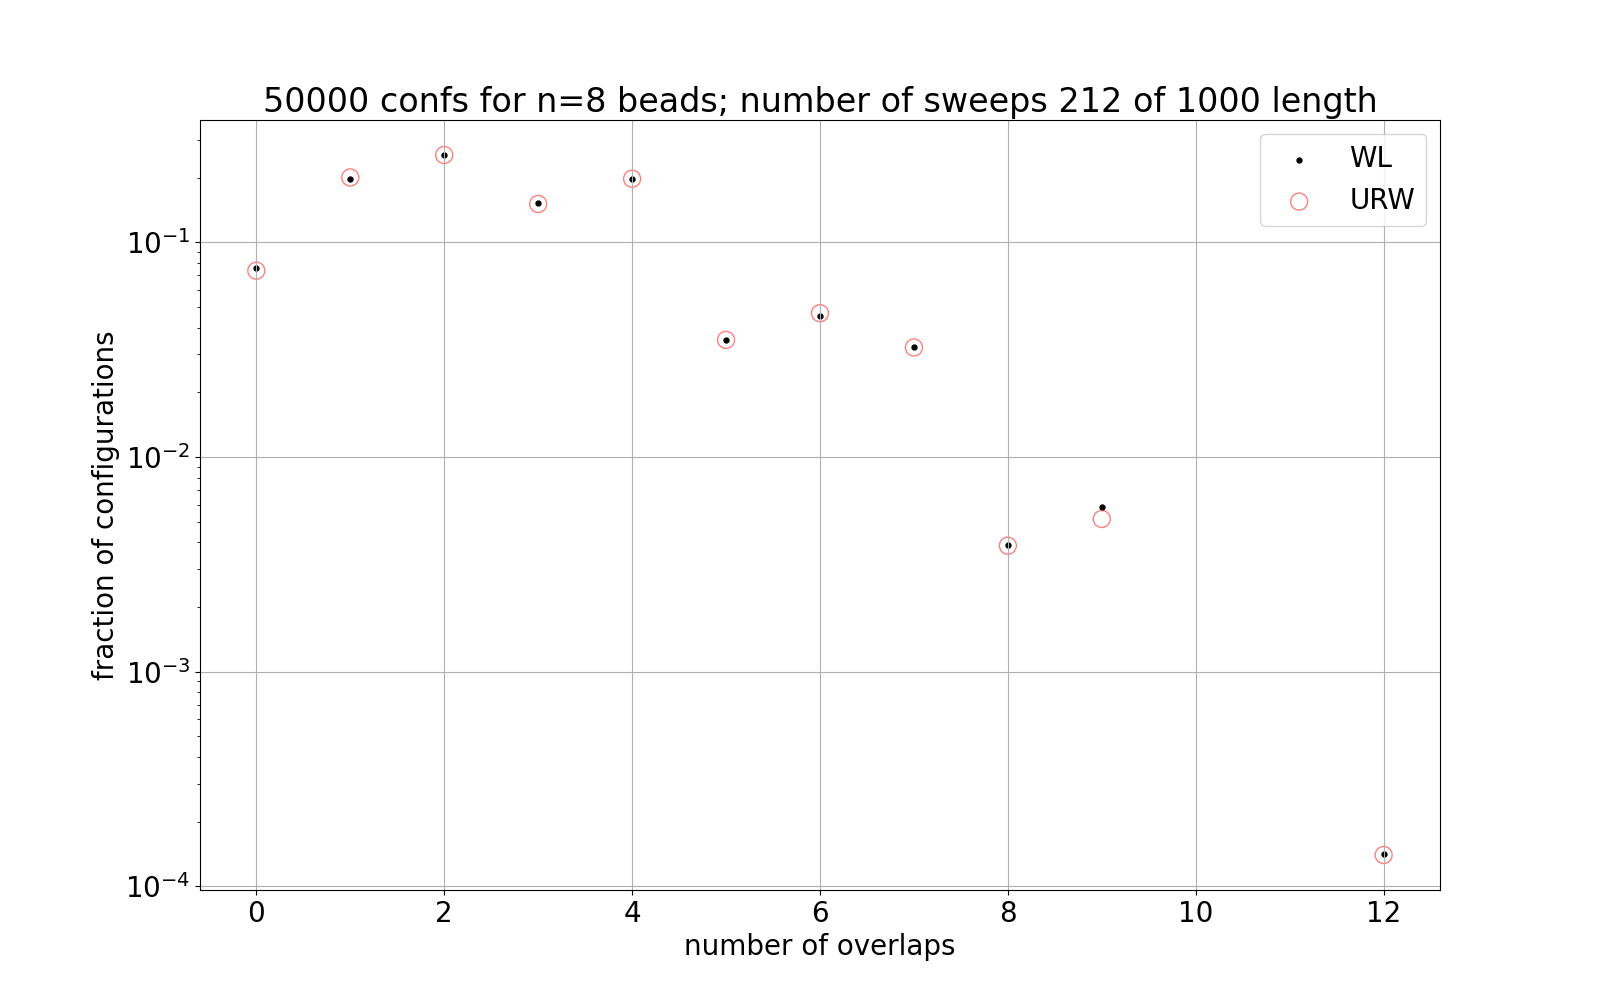 50000 confs for n=8 beads; number of sweeps 212 of 1000 length
WL
URW
fraction of configurations
10⁻¹
10⁻²
10⁻³
10⁻⁴
0 2 4 6 8 10 12
number of overlaps